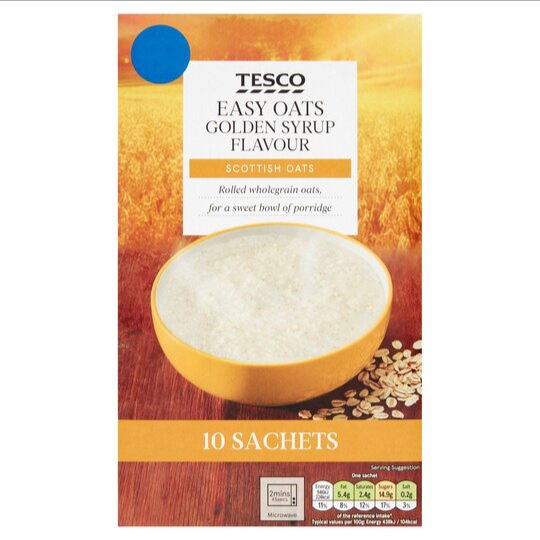 TESCO
EASY OATS
GOLDEN SYRUP
FLAVOUR
SCOTTISH OATS
Rolled wholegrain oats,
for a sweet bowl of porridge
10 SACHETS
Serving Suggestion
One sachet
2mins
Microwave
Energy Fat Saturates Sugars Salt
5.4g 2.4g 14.9g 0.2g
11% 8% 12% 17% 3%
of the reference intake*
Typical values per 100g: Energy 438kJ / 104kcal